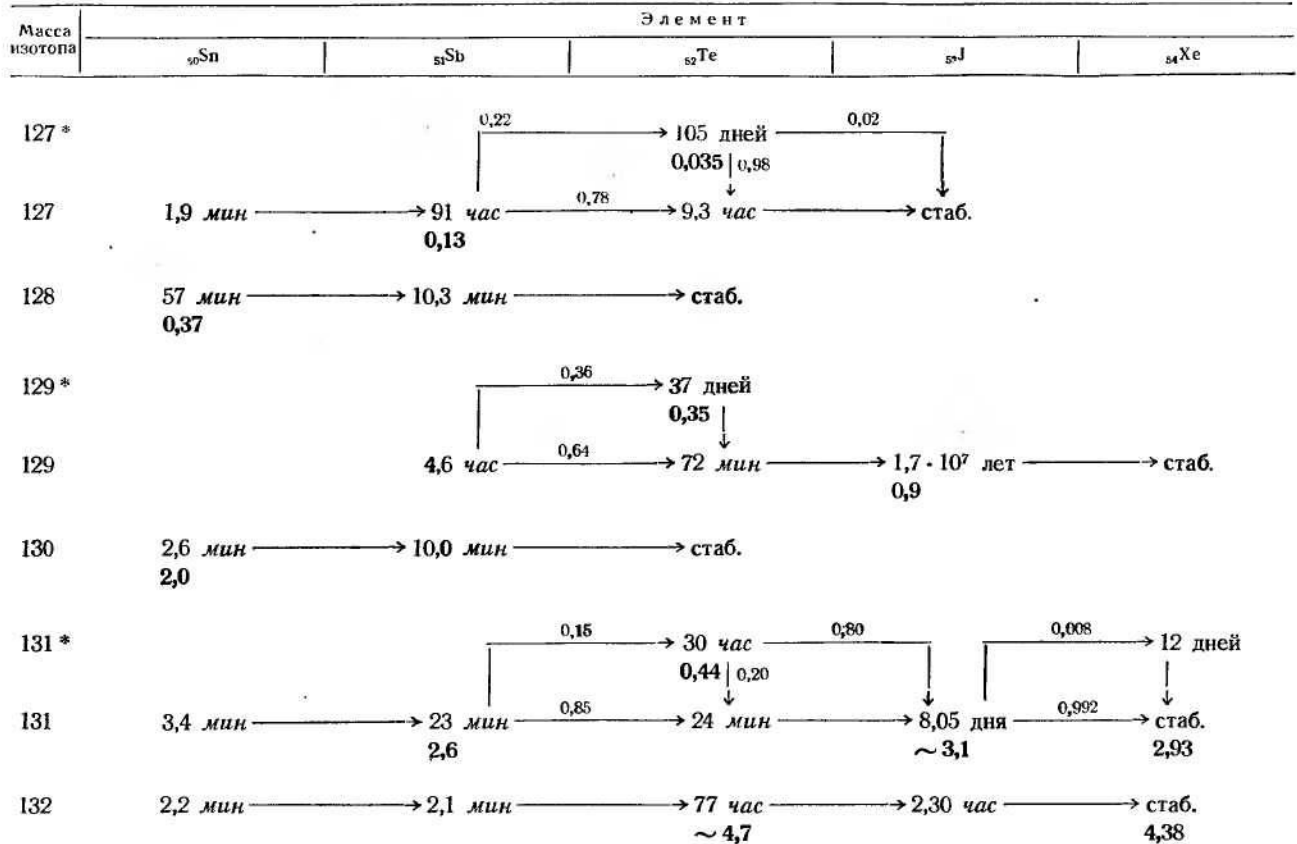 Масса изотопа
Элемент
₅₀Sn ₅₁Sb ₅₂Te ₅₃J ₅₄Xe
0,22 0,02
127 * 105 дней
0,035 0,98
0,78
127 1,9 мин 91 час 9,3 час стаб.
0,13
128 57 мин 10,3 мин стаб.
0,37
0,36
129 * 37 дней
0,35
0,64
129 4,6 час 72 мин 1,7 · 10⁷ лет стаб.
0,9
130 2,6 мин 10,0 мин стаб.
2,0
0,15 0,80 0,008
131 * 30 час 12 дней
0,44 0,20
0,85 0,992
131 3,4 мин 23 мин 24 мин 8,05 дня стаб.
2,6 ~ 3,1 2,93
132 2,2 мин 2,1 мин 77 час 2,30 час стаб.
~ 4,7 4,38